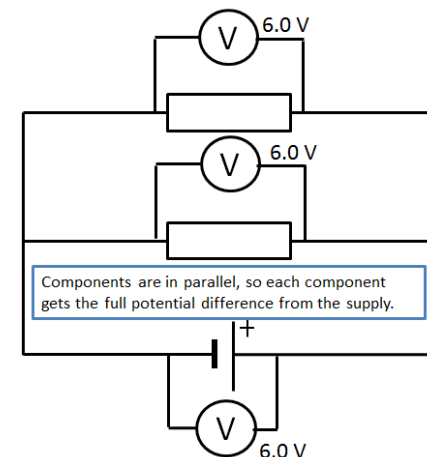 V 6.0 V
V 6.0 V
Components are in parallel, so each component
gets the full potential difference from the supply.
+
V 6.0 V